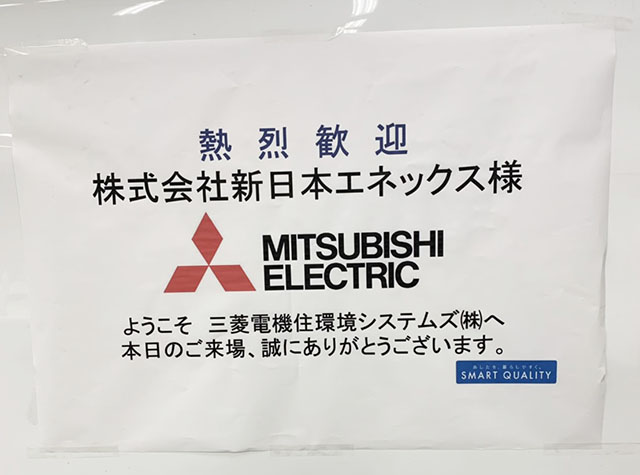 熱烈歓迎
株式会社新日本エネックス様
MITSUBISHI
ELECTRIC
ようこそ 三菱電機住環境システムズ㈱へ
本日のご来場、誠にありがとうございます。
SMART QUALITY